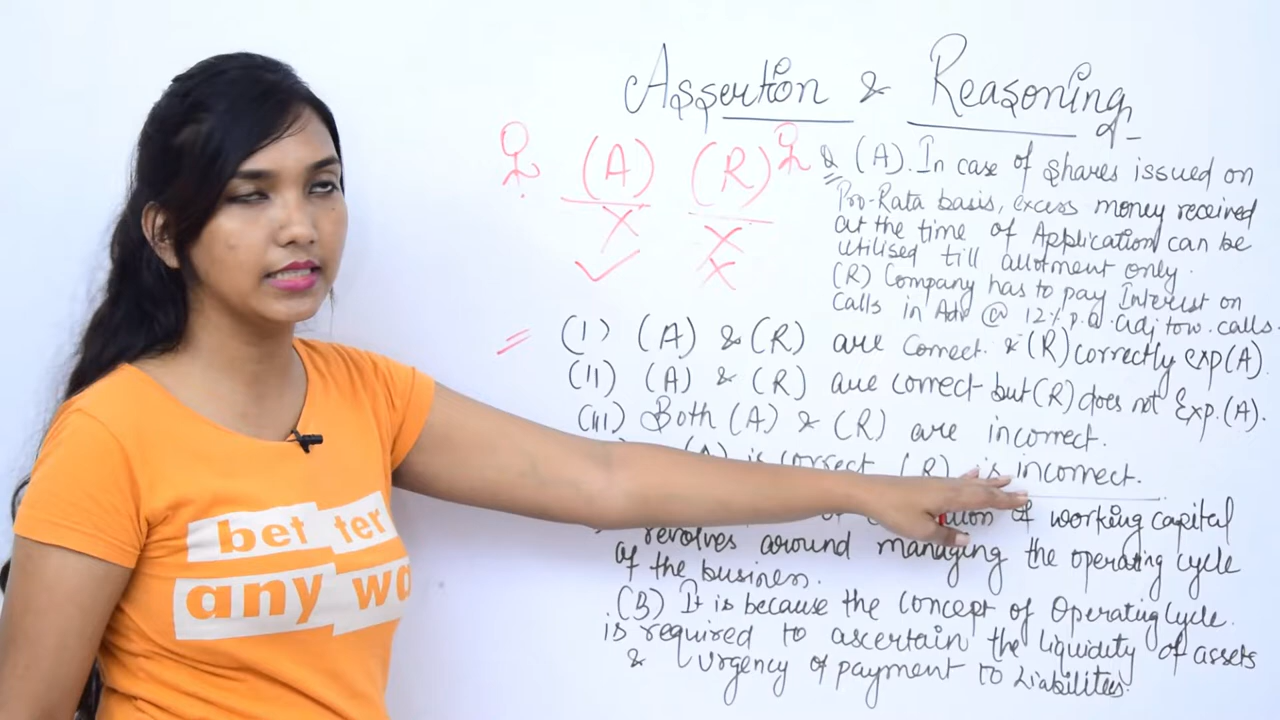 Assertion & Reasoning
(A) (R)
Q (A). In case of shares issued on
Pro-Rata basis, excess money received
at the time of Application can be
utilised till allotment only.
(R) Company has to pay Interest on
Calls in Adv @ 12% p.a. adj tow. calls.
(I) (A) & (R) are correct. & (R) correctly exp (A).
(II) (A) & (R) are correct but (R) does not Exp. (A).
(III) Both (A) & (R) are incorrect.
(A) is correct (R) is incorrect.
of working capital
revolves around managing the operating cycle
of the business.
(B) It is because the concept of Operating Cycle.
is required to ascertain the liquidity of assets
& Urgency of payment to Liabilities.
bet ter
any wa